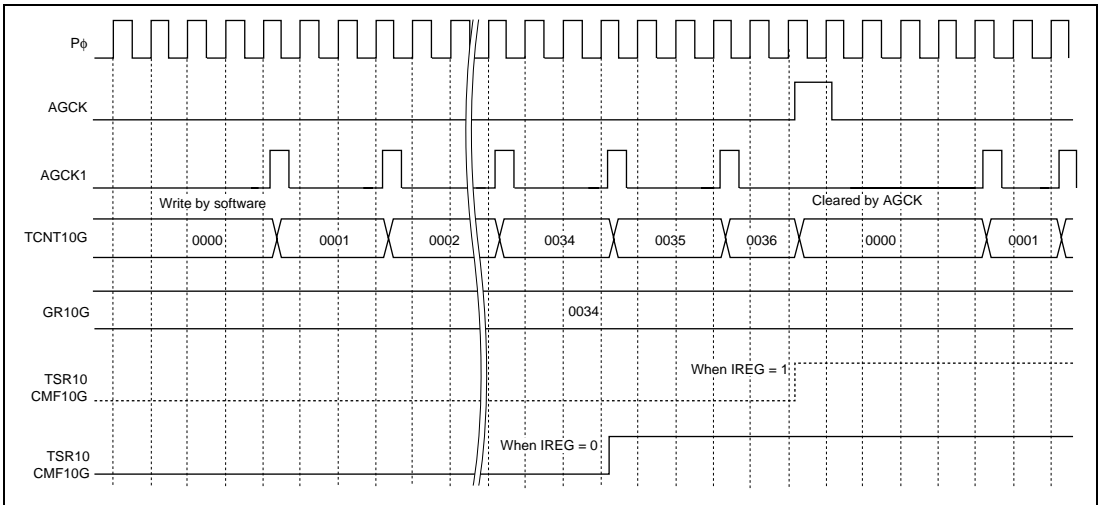 Pφ
AGCK
AGCK1
Write by software
Cleared by AGCK
TCNT10G
0000 0001 0002 0034 0035 0036 0000 0001
GR10G
0034
When IREG = 1
TSR10
CMF10G
When IREG = 0
TSR10
CMF10G